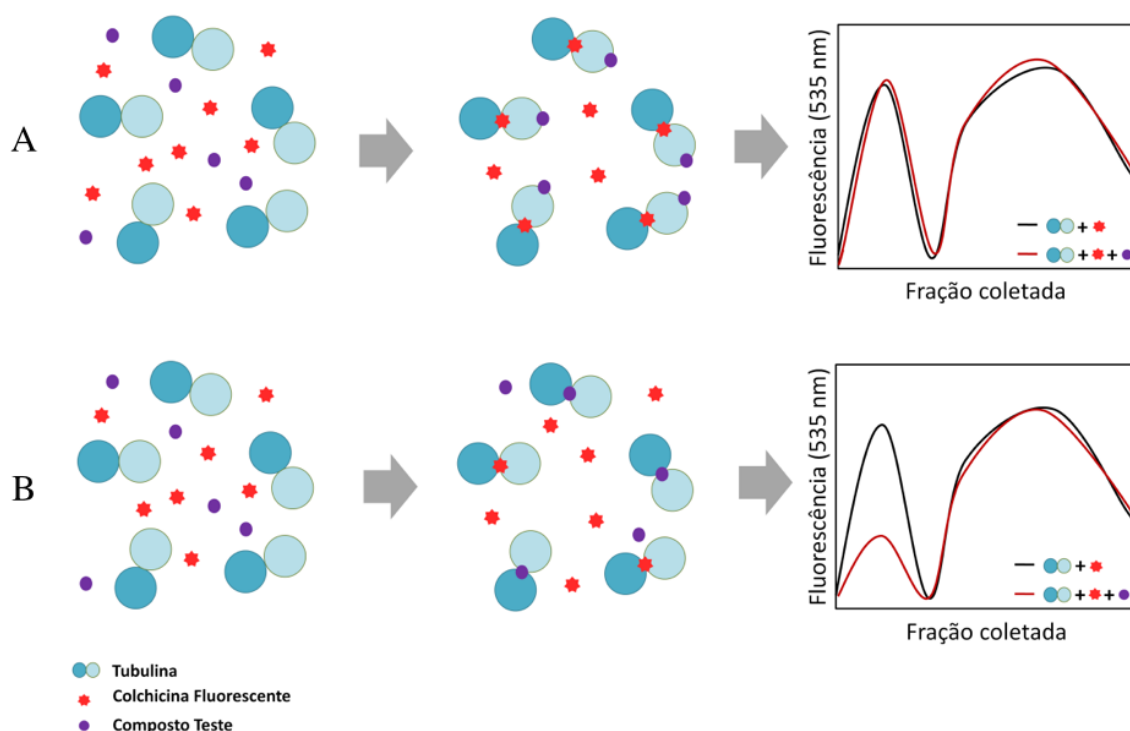 A
Fluorescência (535 nm)
+
+ +
Fração coletada
B
Fluorescência (535 nm)
+
+ +
Fração coletada
Tubulina
Colchicina Fluorescente
Composto Teste